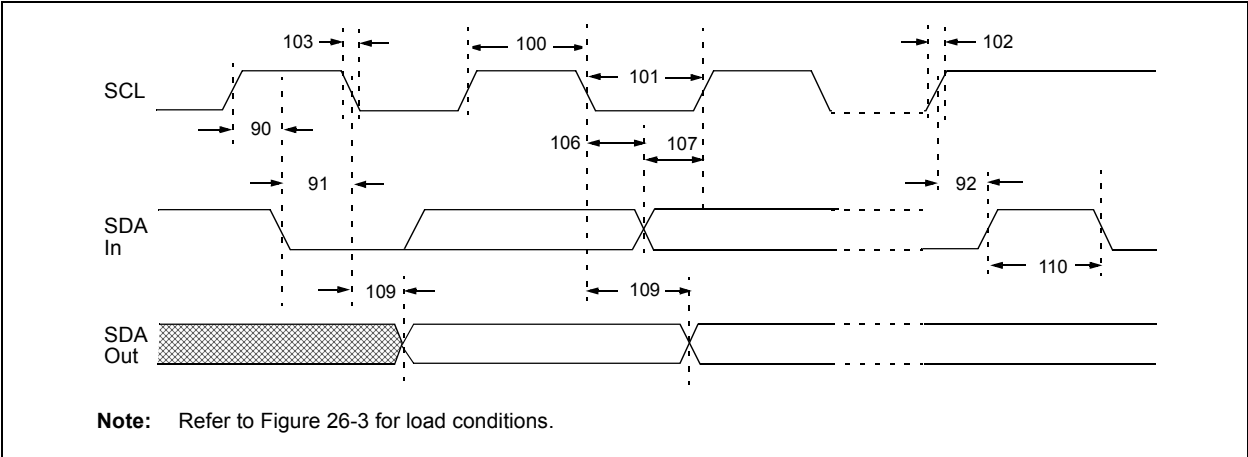 103
100
102
101
SCL
90
106
107
91
92
SDA
In
109
109
110
SDA
Out
Note: Refer to Figure 26-3 for load conditions.